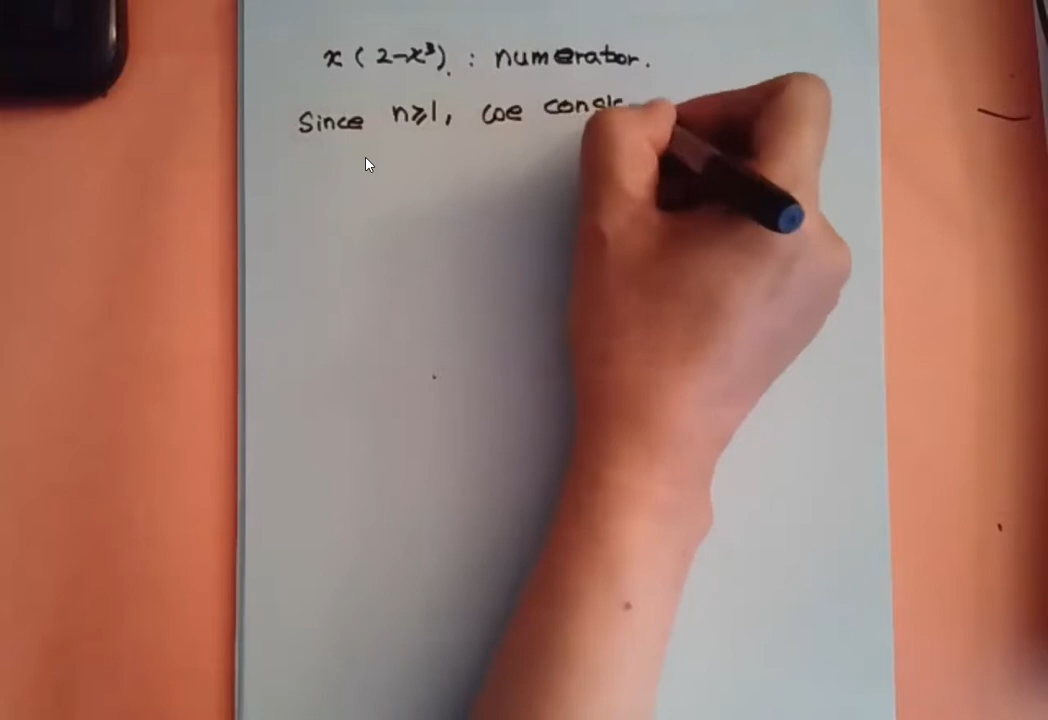 x (2-x³). : numerator.
Since n≥1, we